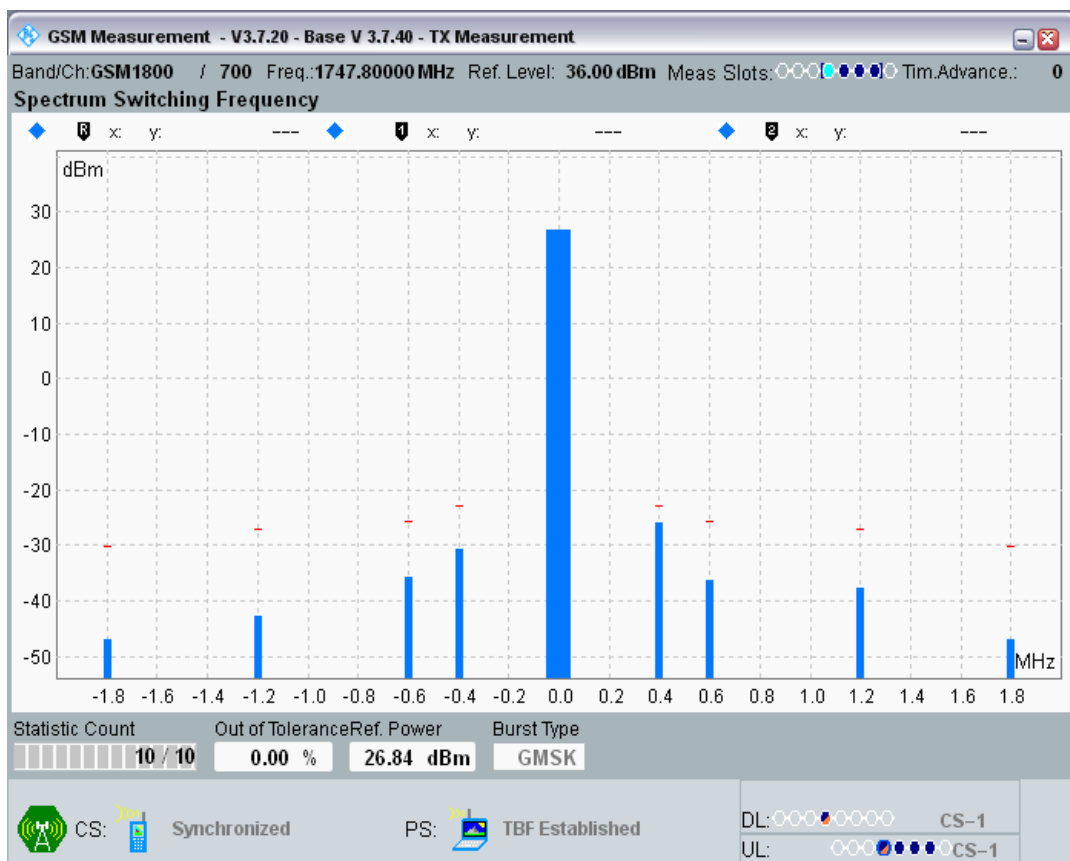 GSM Measurement - V3.7.20 - Base V 3.7.40 - TX Measurement
Band/Ch:GSM1800 / 700 Freq.:1747.80000 MHz Ref. Level: 36.00 dBm Meas Slots: Tim.Advance.: 0
Spectrum Switching Frequency
R x: y: --- 1 x: y: --- 2 x: y: ---
dBm
30
20
10
0
-10
-20
-30
-40
-50
MHz
-1.8 -1.6 -1.4 -1.2 -1.0 -0.8 -0.6 -0.4 -0.2 0.0 0.2 0.4 0.6 0.8 1.0 1.2 1.4 1.6 1.8
Statistic Count Out of Tolerance Ref. Power Burst Type
10 / 10 0.00 % 26.84 dBm GMSK
CS: Synchronized PS: TBF Established
DL: CS-1
UL: CS-1